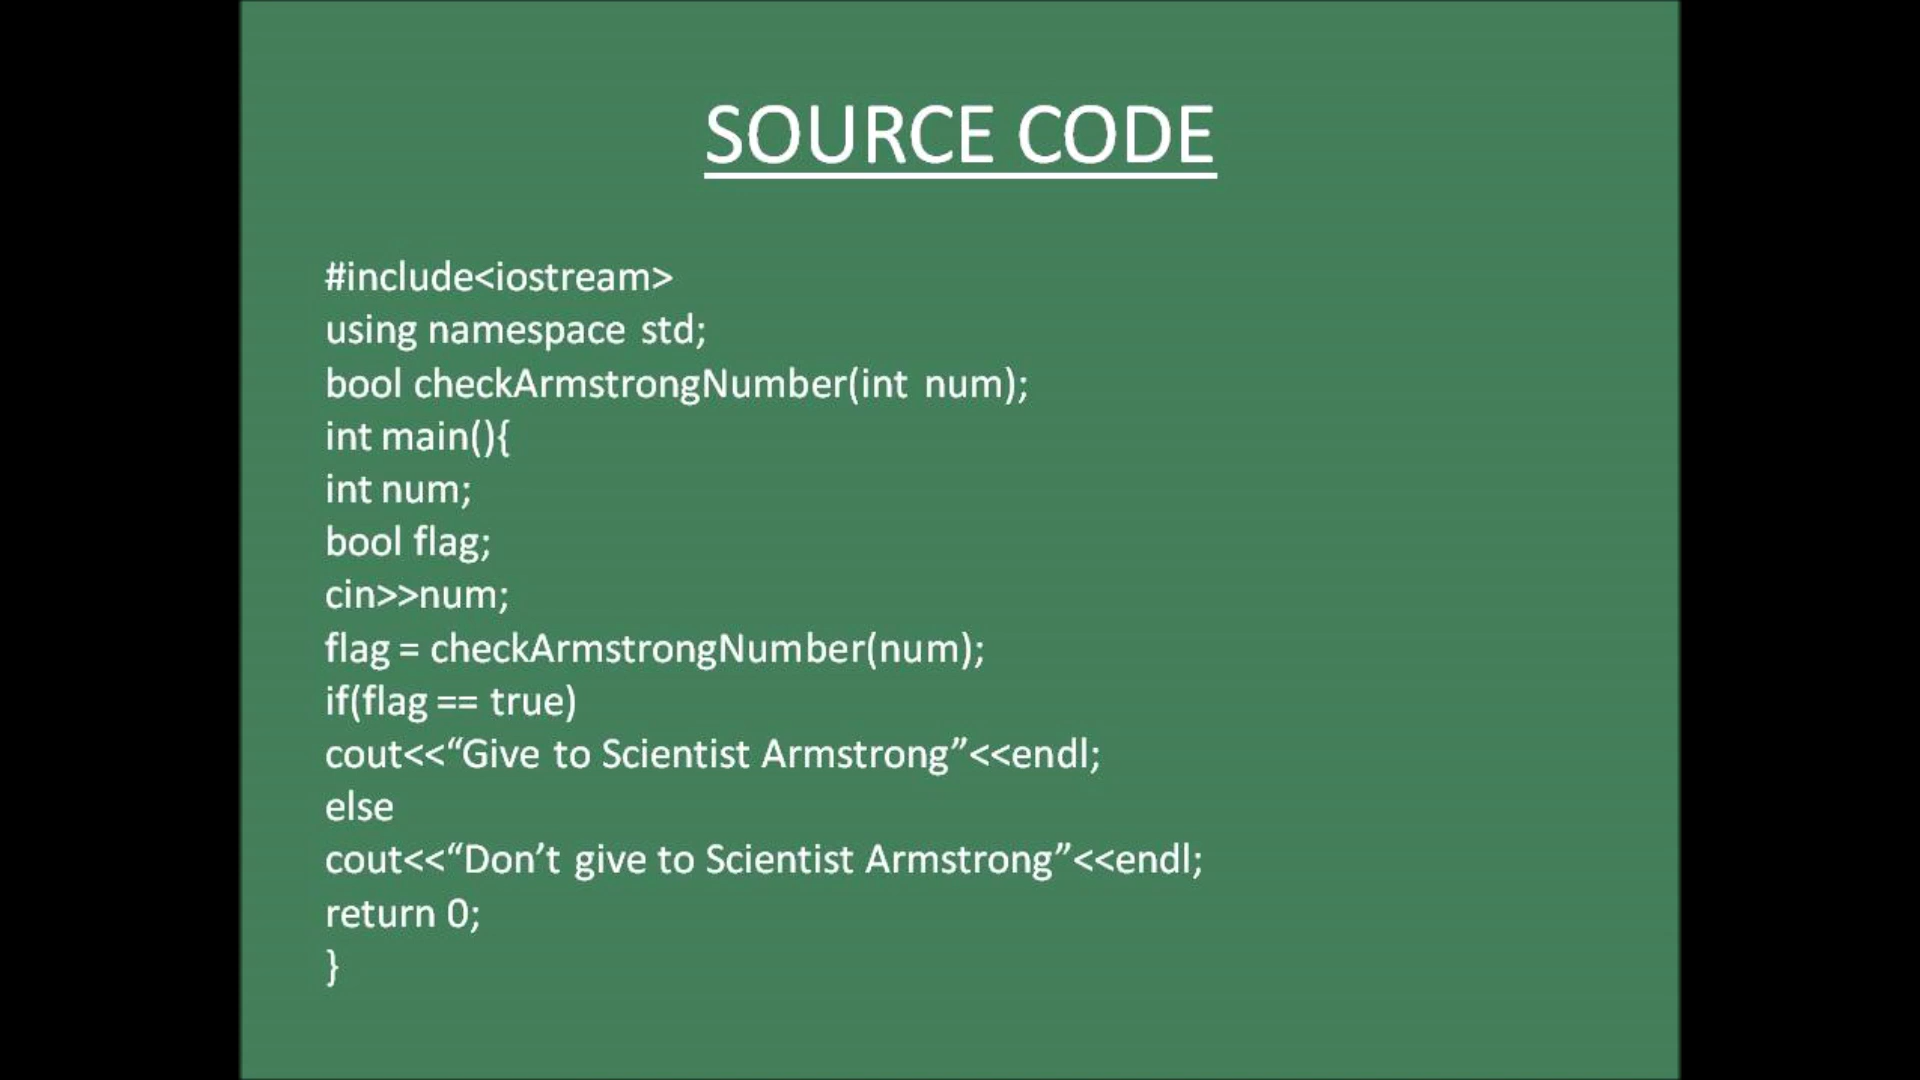 SOURCE CODE
#include<iostream>
using namespace std;
bool checkArmstrongNumber(int num);
int main(){
int num;
bool flag;
cin>>num;
flag = checkArmstrongNumber(num);
if(flag == true)
cout<<“Give to Scientist Armstrong”<<endl;
else
cout<<“Don’t give to Scientist Armstrong”<<endl;
return 0;
}